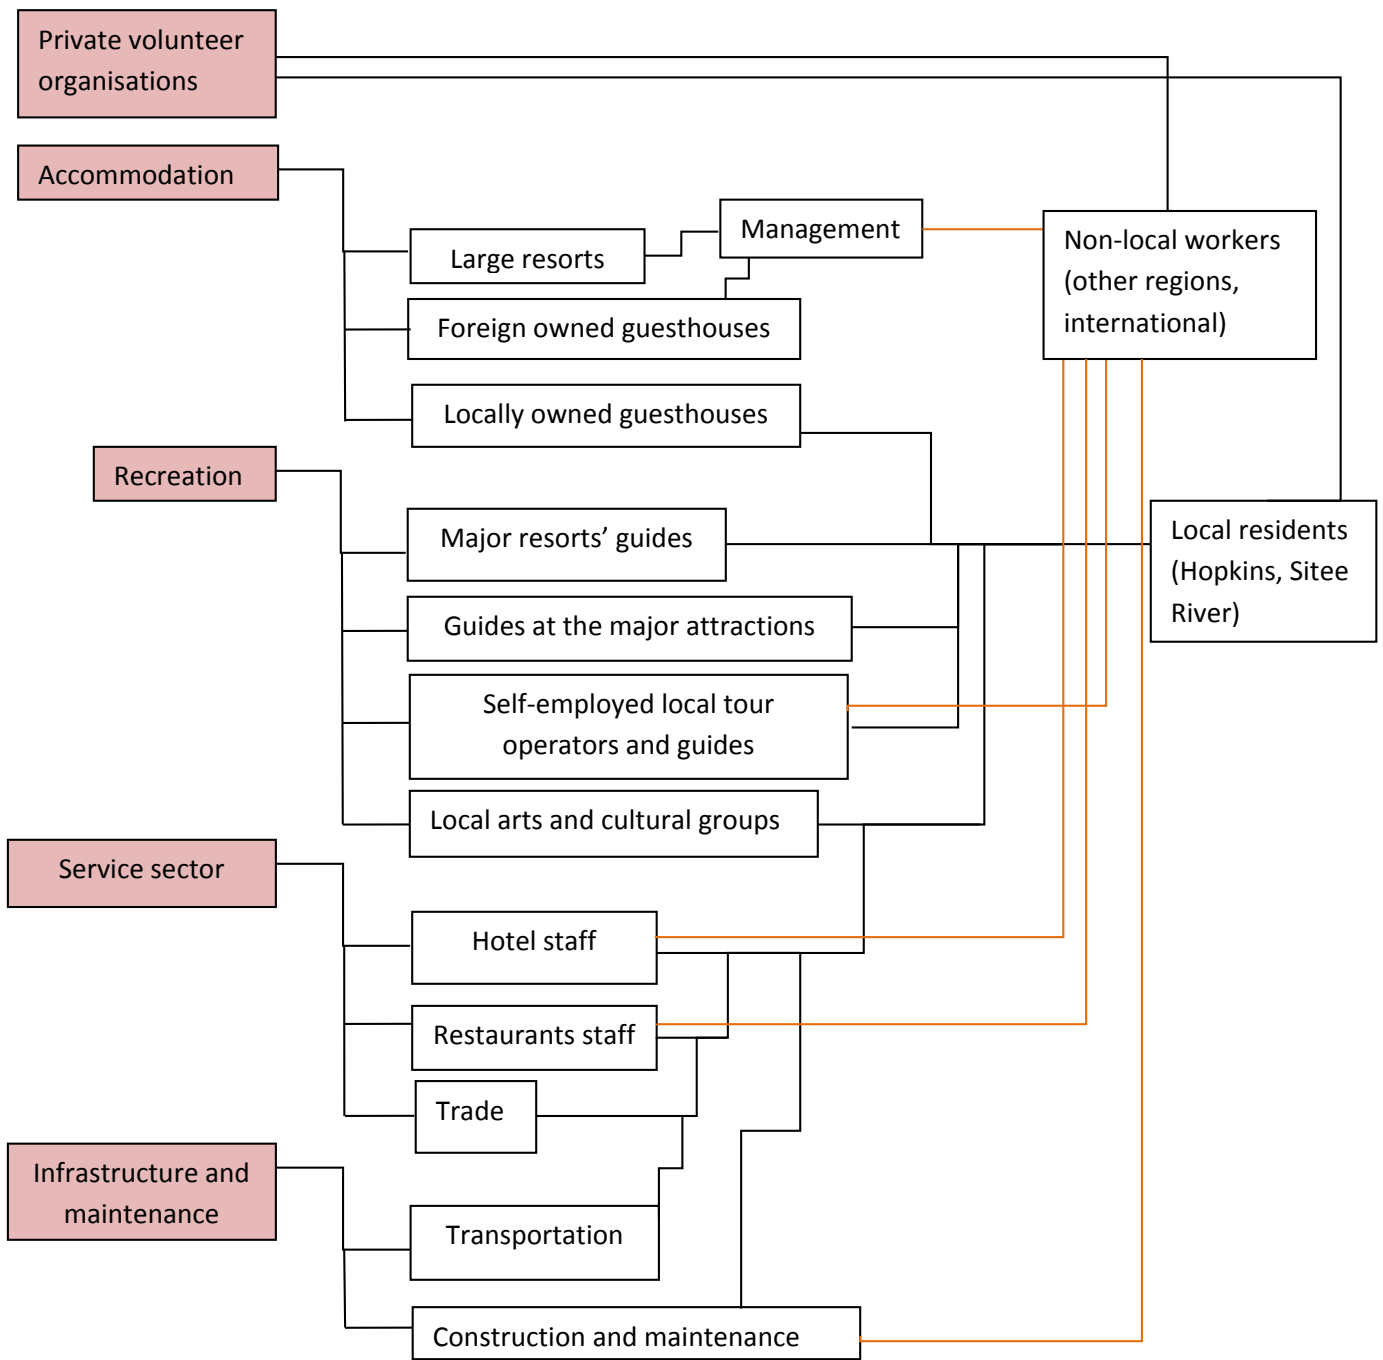 Private volunteer
organisations
Accommodation
Large resorts
Management
Non-local workers
(other regions,
international)
Foreign owned guesthouses
Locally owned guesthouses
Recreation
Major resorts’ guides
Local residents
(Hopkins, Sitee
River)
Guides at the major attractions
Self-employed local tour
operators and guides
Local arts and cultural groups
Service sector
Hotel staff
Restaurants staff
Trade
Infrastructure and
maintenance
Transportation
Construction and maintenance